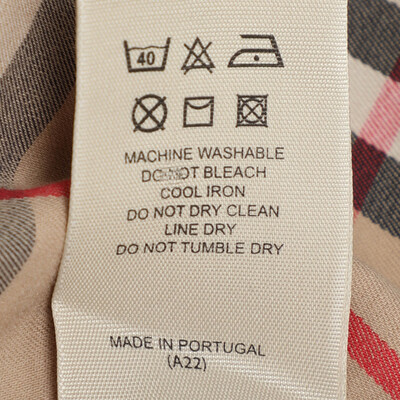 40
MACHINE WASHABLE
DO NOT BLEACH
COOL IRON
DO NOT DRY CLEAN
LINE DRY
DO NOT TUMBLE DRY
MADE IN PORTUGAL
(A22)